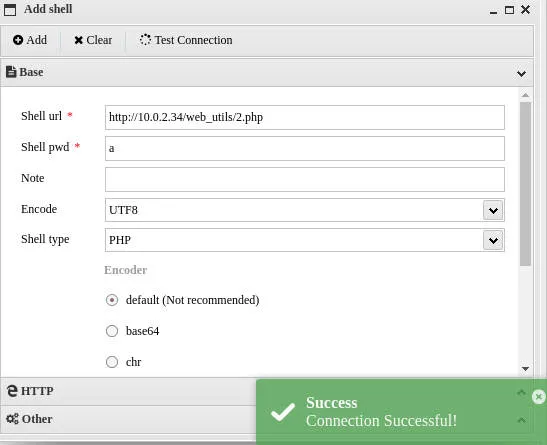 Add shell
Add Clear Test Connection
Base
Shell url * http://10.0.2.34/web_utils/2.php
Shell pwd * a
Note
Encode UTF8
Shell type PHP
Encoder
default (Not recommended)
base64
chr
HTTP
Success
Connection Successful!
Other